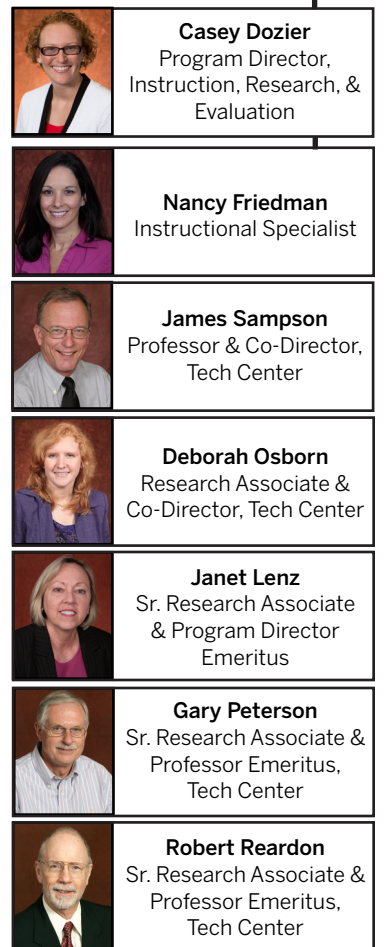 Casey Dozier
Program Director,
Instruction, Research, &
Evaluation
Nancy Friedman
Instructional Specialist
James Sampson
Professor & Co-Director,
Tech Center
Deborah Osborn
Research Associate &
Co-Director, Tech Center
Janet Lenz
Sr. Research Associate
& Program Director
Emeritus
Gary Peterson
Sr. Research Associate &
Professor Emeritus,
Tech Center
Robert Reardon
Sr. Research Associate &
Professor Emeritus,
Tech Center